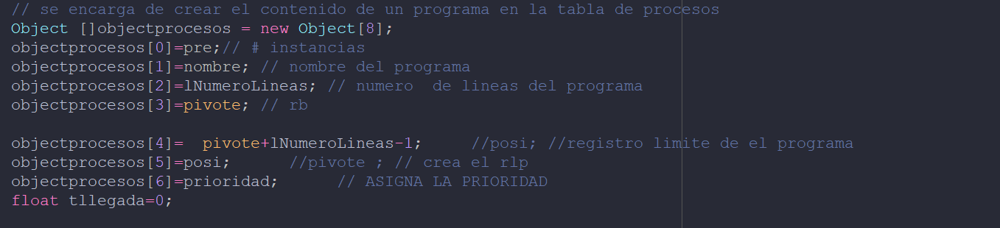 // se encarga de crear el contenido de un programa en la tabla de procesos
Object []objectprocesos = new Object[8];
objectprocesos[0]=pre;// # instancias
objectprocesos[1]=nombre; // nombre del programa
objectprocesos[2]=lNumeroLineas; // numero  de lineas del programa
objectprocesos[3]=pivote; // rb
objectprocesos[4]=  pivote+lNumeroLineas-1;     //posi; //registro limite de el programa
objectprocesos[5]=posi;      //pivote ; // crea el rlp
objectprocesos[6]=prioridad;      // ASIGNA LA PRIORIDAD
float tllegada=0;